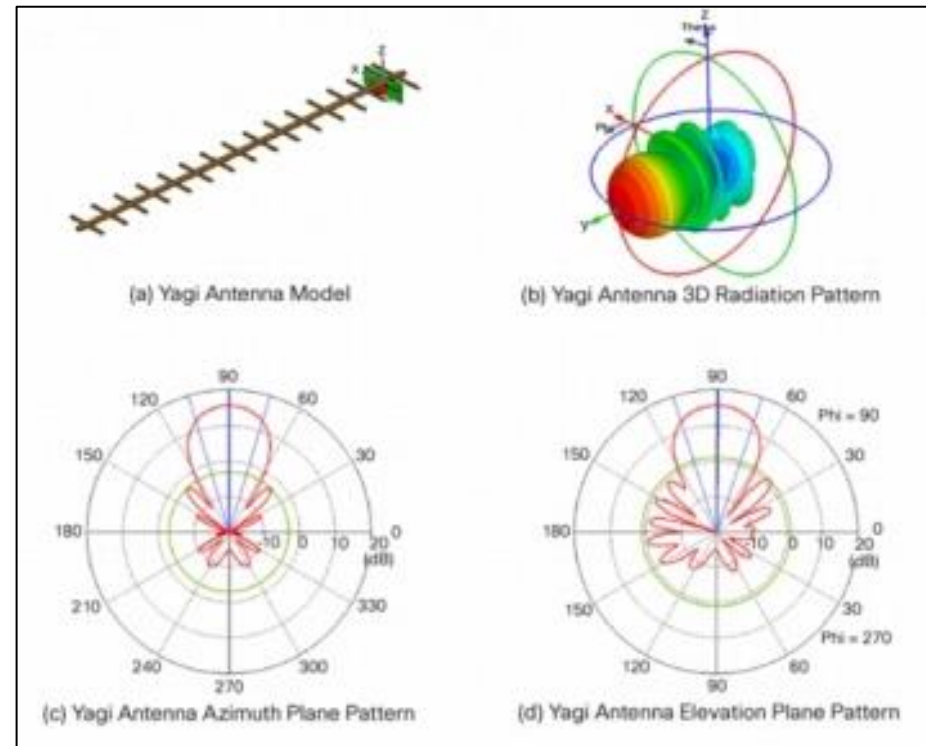 Z
X
(a) Yagi Antenna Model
Z
Theta
X
Phi
Y
(b) Yagi Antenna 3D Radiation Pattern
90
120
60
150
30
180
0
-10 0 10 20
(dB)
210
330
240
300
270
(c) Yagi Antenna Azimuth Plane Pattern
90
120
60
Phi = 90
150
30
180
0
-10 0 10 20
(dB)
150
30
Phi = 270
120
60
90
(d) Yagi Antenna Elevation Plane Pattern